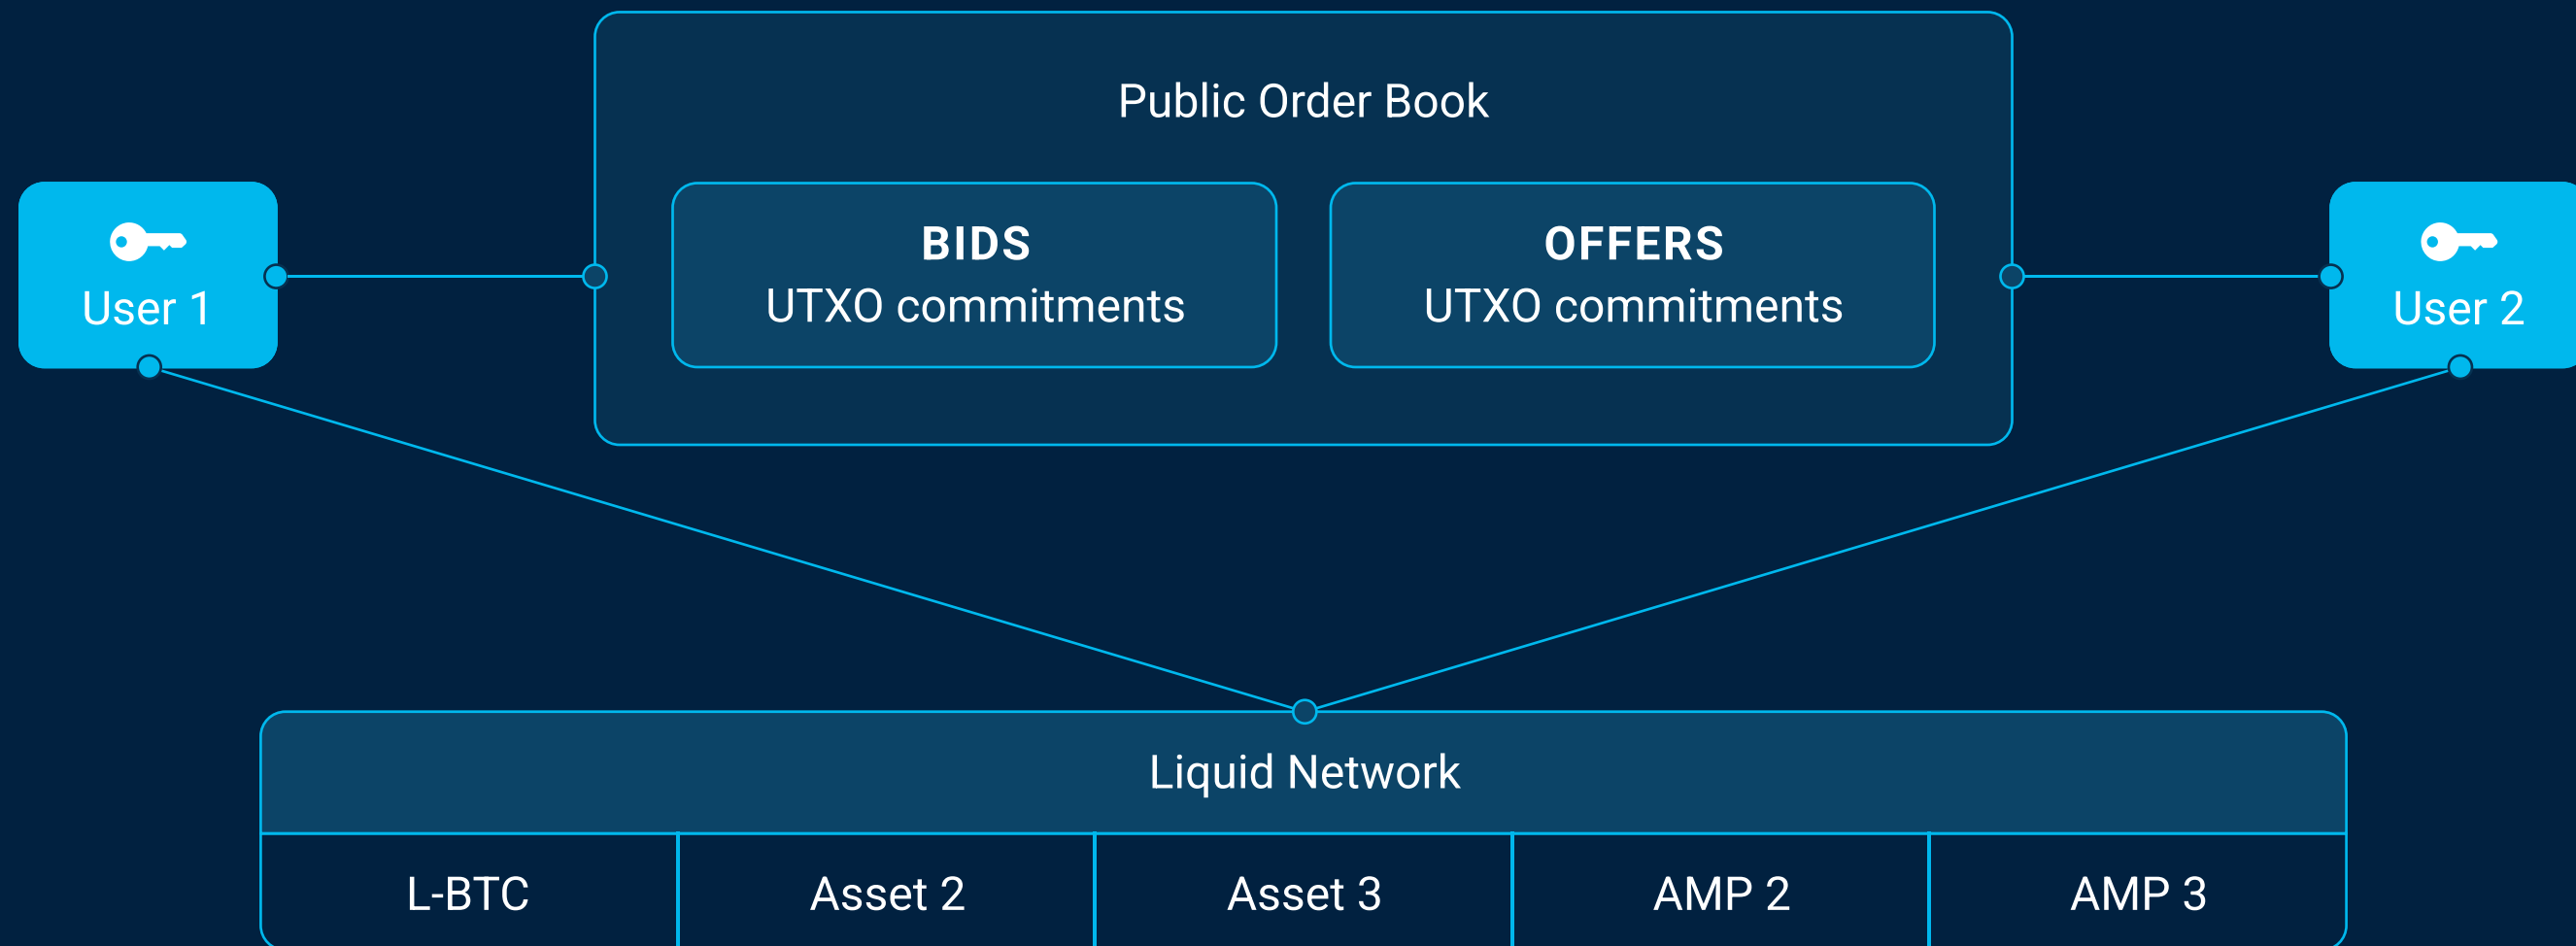 Public Order Book
User 1
BIDS
UTXO commitments
OFFERS
UTXO commitments
User 2
Liquid Network
L-BTC
Asset 2
Asset 3
AMP 2
AMP 3